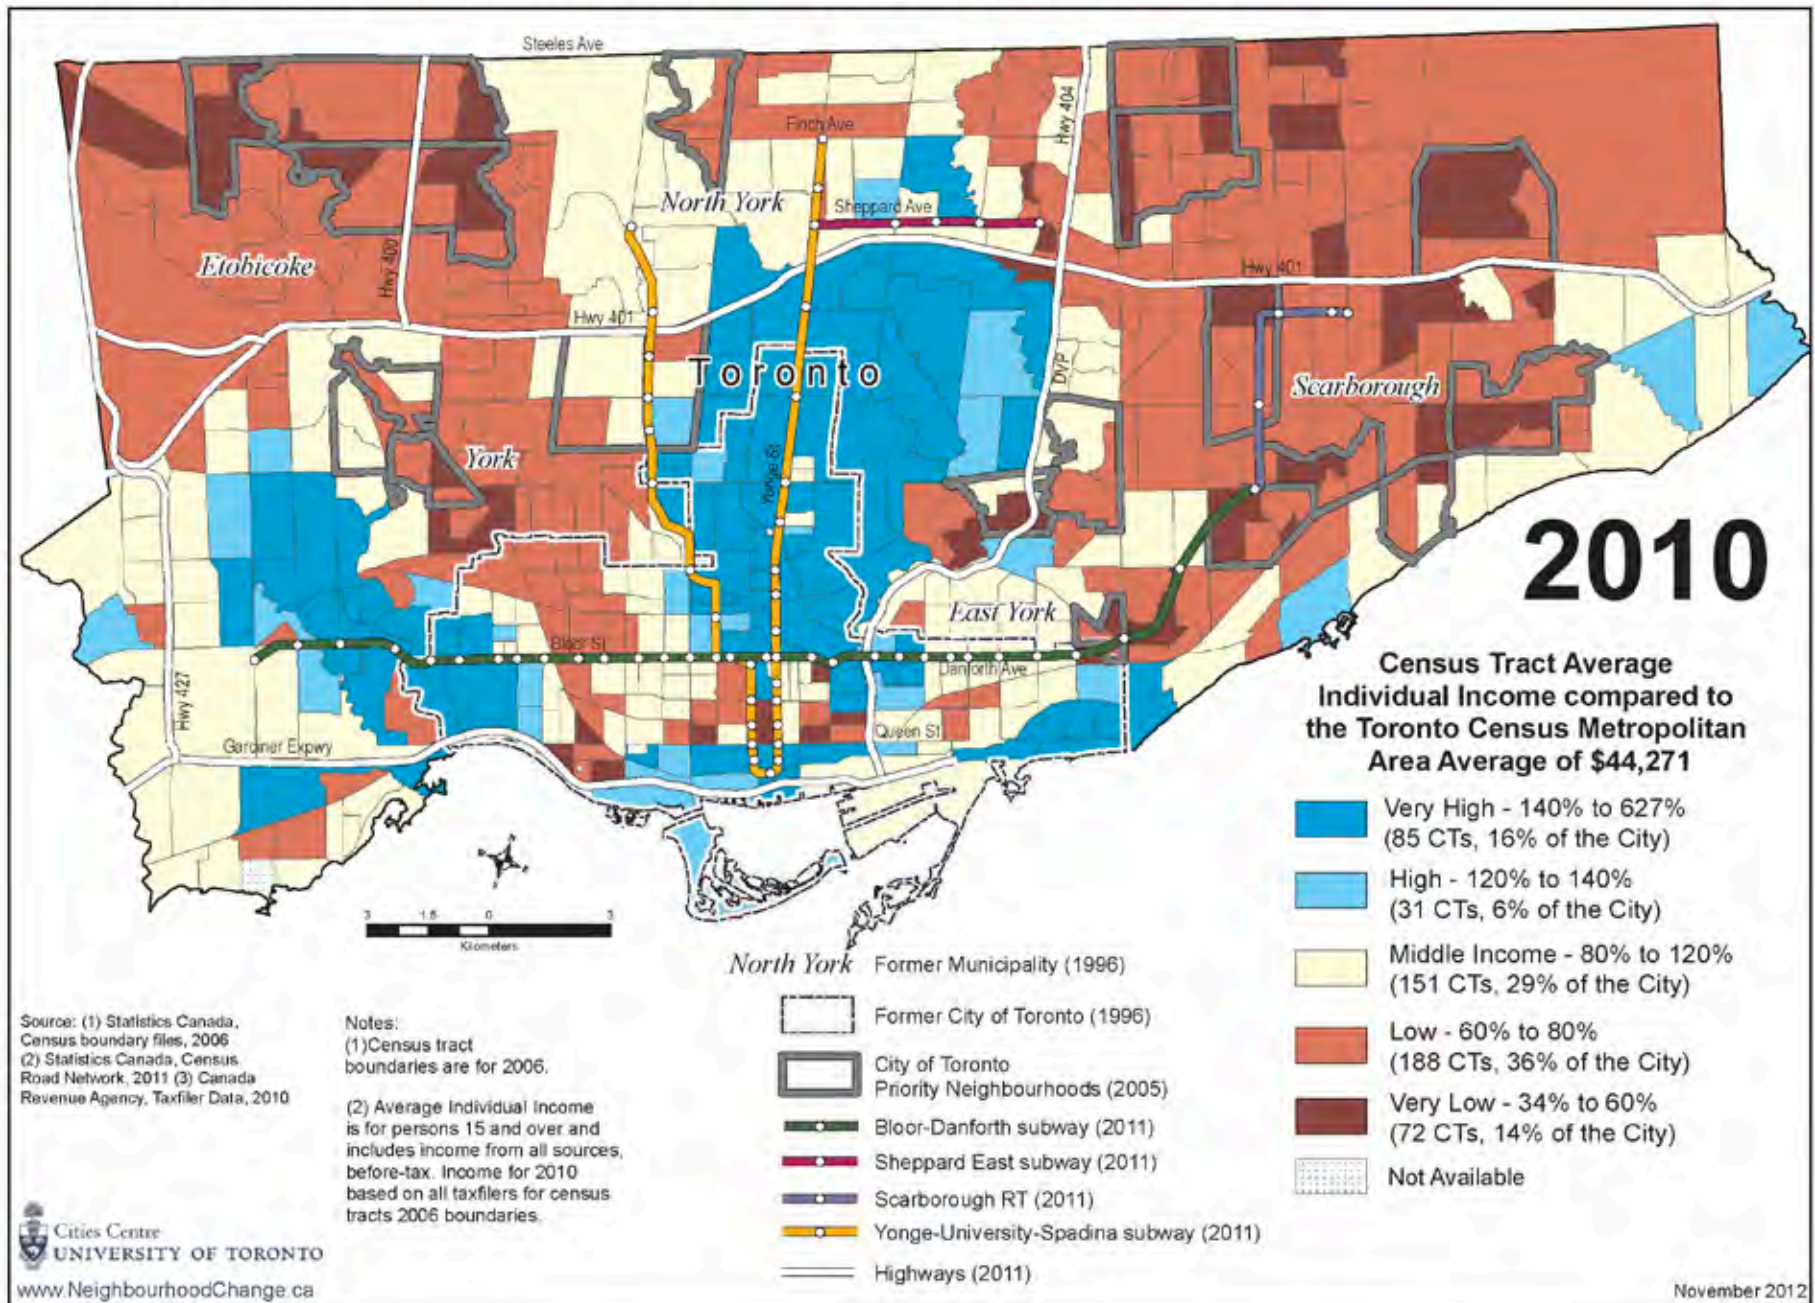 Steeles Ave
Hwy 404
Finch Ave
North York
Sheppard Ave
Etobicoke
Hwy 400
Hwy 401
Hwy 401
Toronto
DVP
Scarborough
York
Yonge St
2010
East York
Bloor St
Danforth Ave
Hwy 427
Queen St
Gardiner Expwy
Census Tract Average
Individual Income compared to
the Toronto Census Metropolitan
Area Average of $44,271
Very High - 140% to 627%
(85 CTs, 16% of the City)
High - 120% to 140%
(31 CTs, 6% of the City)
Middle Income - 80% to 120%
(151 CTs, 29% of the City)
Low - 60% to 80%
(188 CTs, 36% of the City)
Very Low - 34% to 60%
(72 CTs, 14% of the City)
Not Available
3 1.5 0 3
Kilometers
North York Former Municipality (1996)
Former City of Toronto (1996)
City of Toronto
Priority Neighbourhoods (2005)
Bloor-Danforth subway (2011)
Sheppard East subway (2011)
Scarborough RT (2011)
Yonge-University-Spadina subway (2011)
Highways (2011)
Source: (1) Statistics Canada,
Census boundary files, 2006
(2) Statistics Canada, Census
Road Network, 2011 (3) Canada
Revenue Agency, Taxfiler Data, 2010
Notes:
(1)Census tract
boundaries are for 2006.
(2) Average Individual Income
is for persons 15 and over and
includes income from all sources,
before-tax. Income for 2010
based on all taxfilers for census
tracts 2006 boundaries.
Cities Centre
UNIVERSITY OF TORONTO
www.NeighbourhoodChange.ca
November 2012